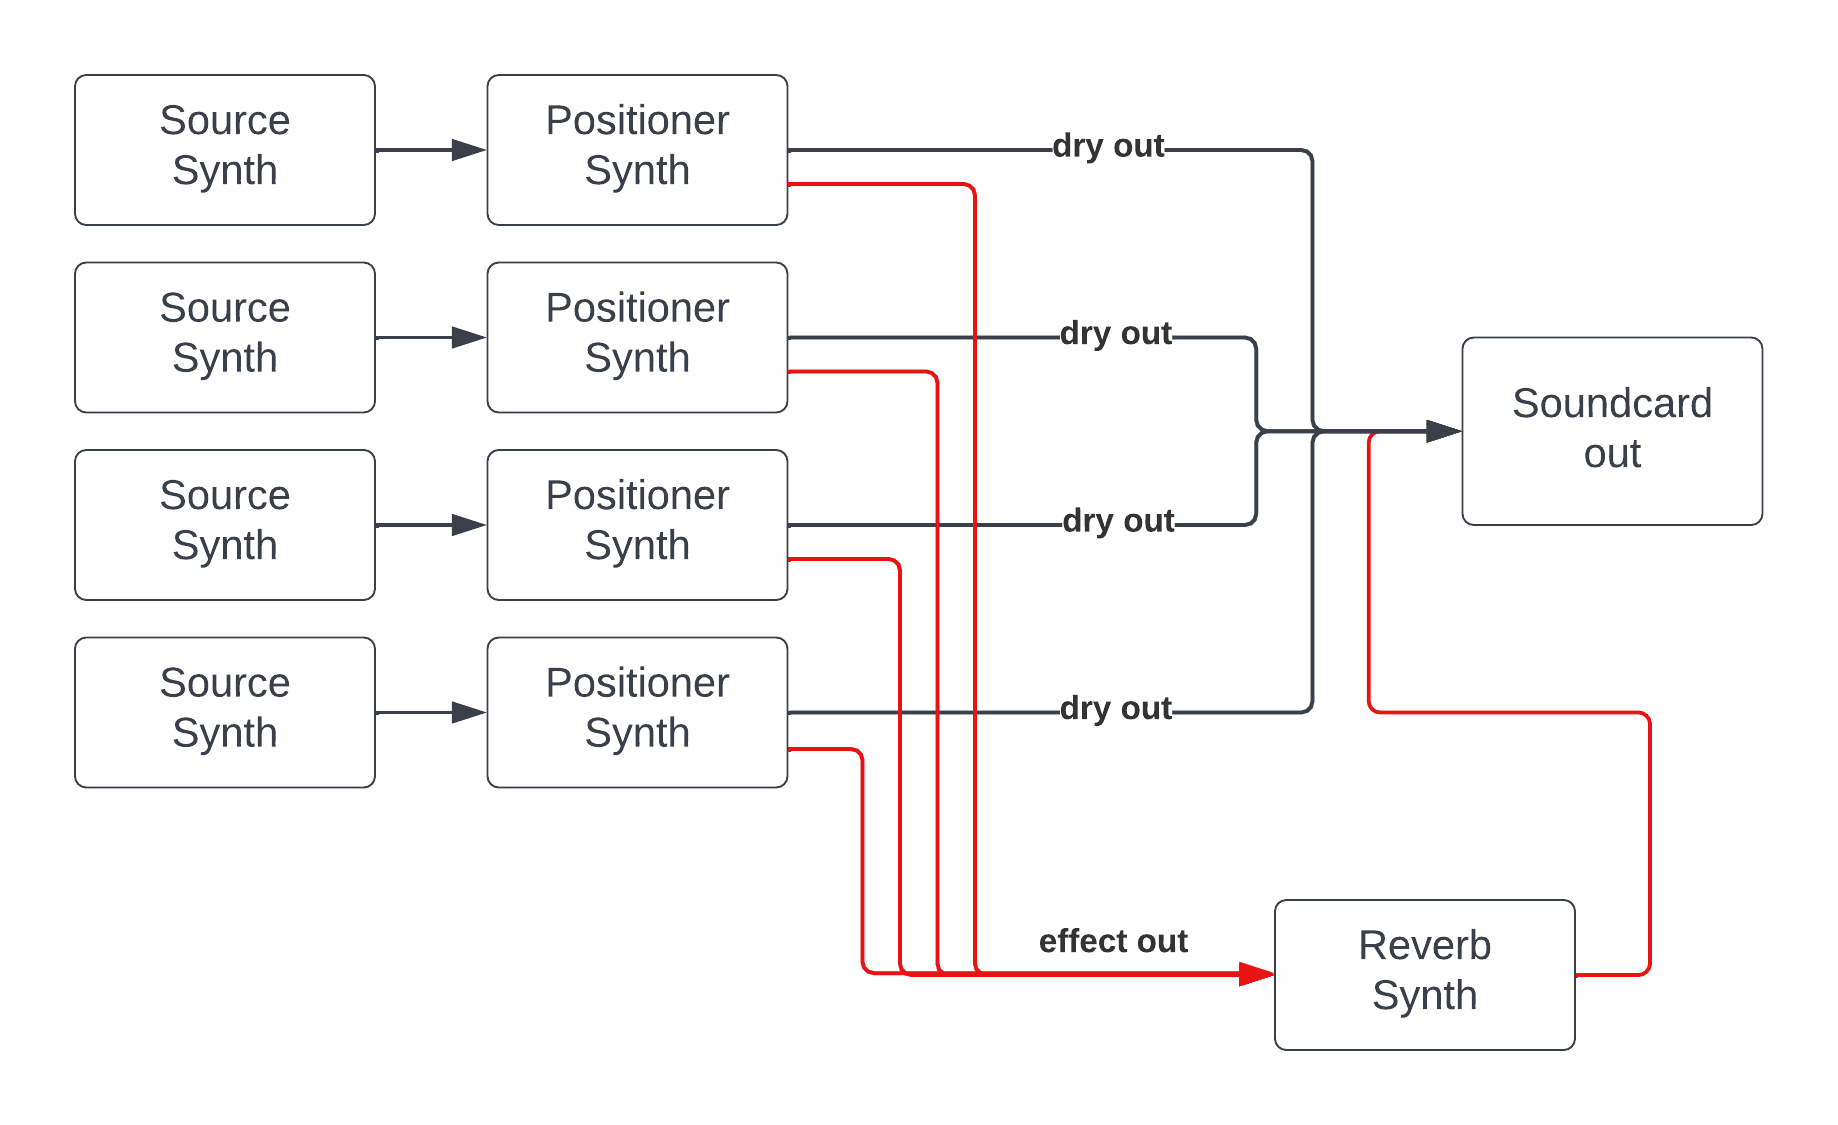 Source
Synth
Positioner
Synth
dry out
Source
Synth
Positioner
Synth
dry out
Soundcard
out
Source
Synth
Positioner
Synth
dry out
Source
Synth
Positioner
Synth
dry out
effect out
Reverb
Synth